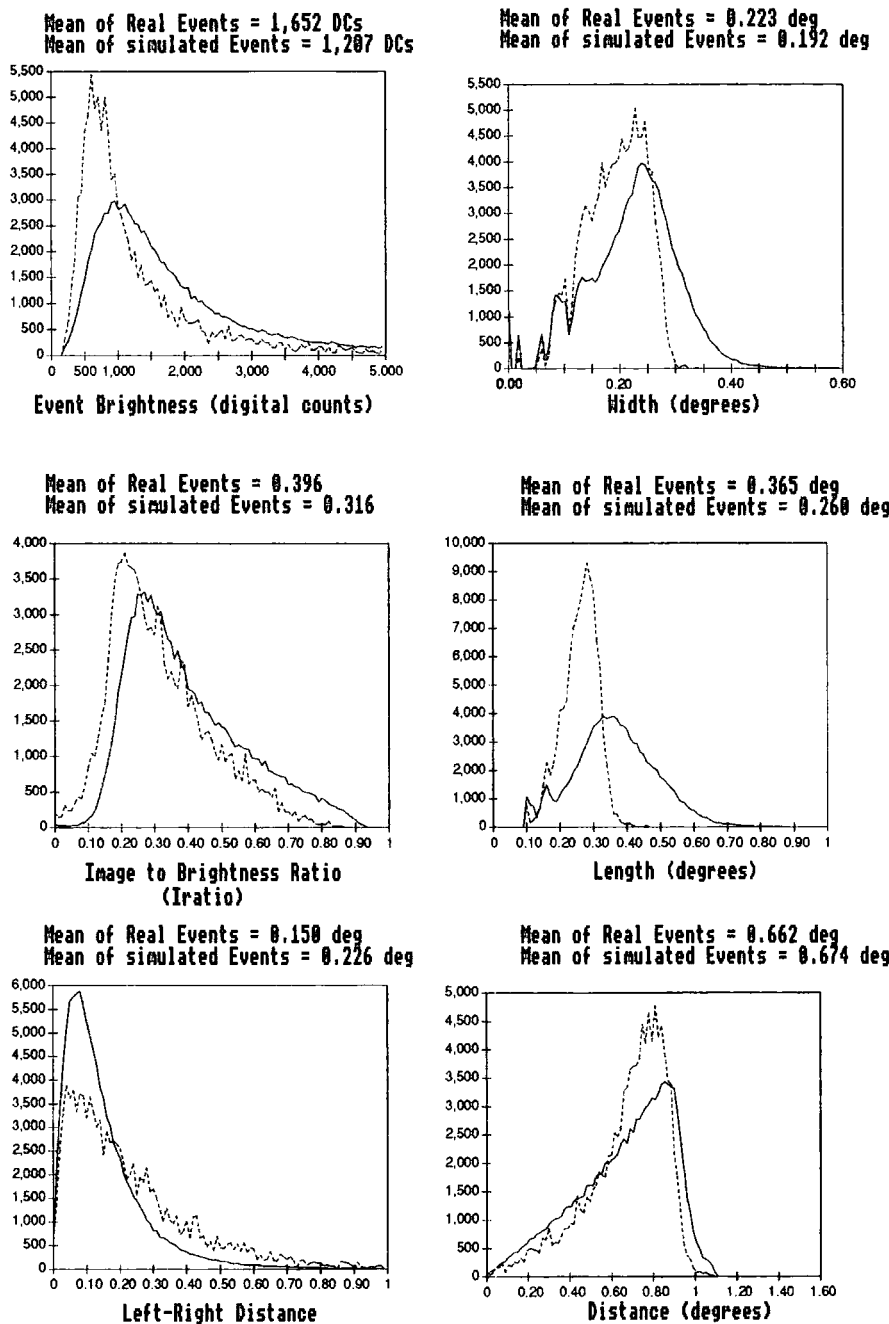 Mean of Real Events = 1,652 DCs
Mean of simulated Events = 1,207 DCs
5,500
5,000
4,500
4,000
3,500
3,000
2,500
2,000
1,500
1,000
500
0
0 500 1,000 2,000 3,000 4,000 5,000
Event Brightness (digital counts)
Mean of Real Events = 0.223 deg
Mean of simulated Events = 0.192 deg
5,500
5,000
4,500
4,000
3,500
3,000
2,500
2,000
1,500
1,000
500
0
0.00 0.20 0.40 0.60
Width (degrees)
Mean of Real Events = 0.396
Mean of simulated Events = 0.316
4,000
3,500
3,000
2,500
2,000
1,500
1,000
500
0
0 0.10 0.20 0.30 0.40 0.50 0.60 0.70 0.80 0.90 1
Image to Brightness Ratio
(Iratio)
Mean of Real Events = 0.365 deg
Mean of simulated Events = 0.260 deg
10,000
9,000
8,000
7,000
6,000
5,000
4,000
3,000
2,000
1,000
0
0 0.10 0.20 0.30 0.40 0.50 0.60 0.70 0.80 0.90 1
Length (degrees)
Mean of Real Events = 0.150 deg
Mean of simulated Events = 0.226 deg
6,000
5,500
5,000
4,500
4,000
3,500
3,000
2,500
2,000
1,500
1,000
500
0
0 0.10 0.20 0.30 0.40 0.50 0.60 0.70 0.80 0.90 1
Left-Right Distance
Mean of Real Events = 0.662 deg
Mean of simulated Events = 0.674 deg
5,000
4,500
4,000
3,500
3,000
2,500
2,000
1,500
1,000
500
0
0 0.20 0.40 0.60 0.80 1.00 1.20 1.40 1.60
Distance (degrees)